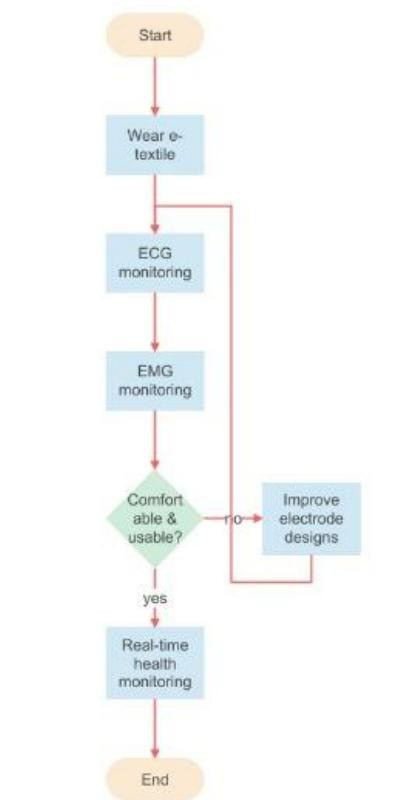 Start
Wear e-
textile
ECG
monitoring
EMG
monitoring
Comfort
able &
usable?
no
Improve
electrode
designs
yes
Real-time
health
monitoring
End